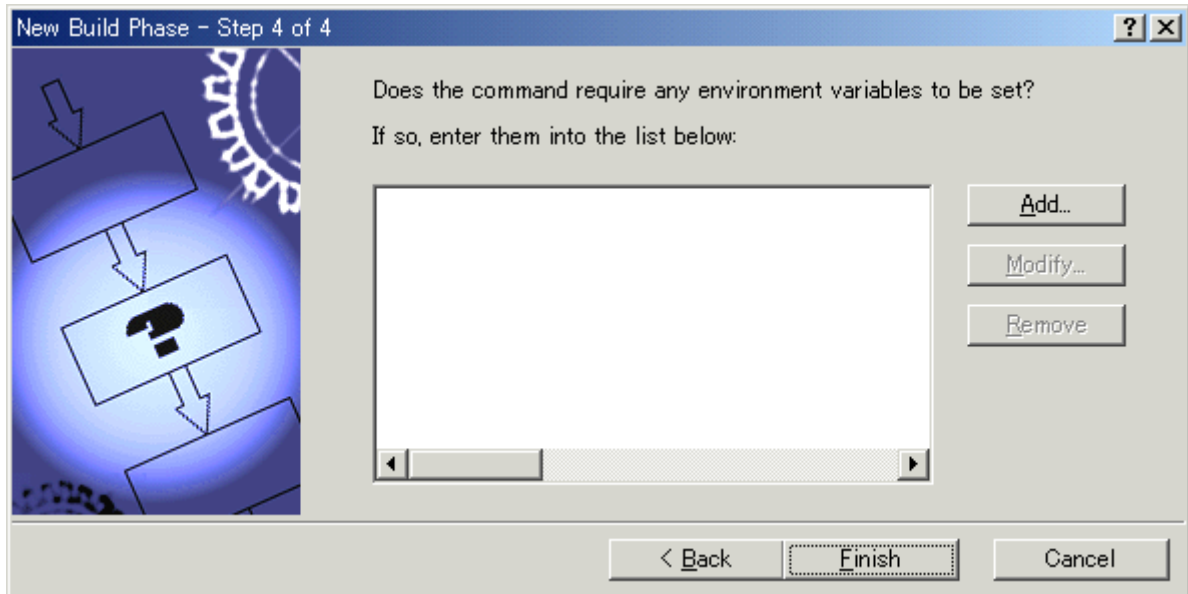 New Build Phase - Step 4 of 4
Does the command require any environment variables to be set?
If so, enter them into the list below:
Add...
Modify...
Remove
< Back
Finish
Cancel